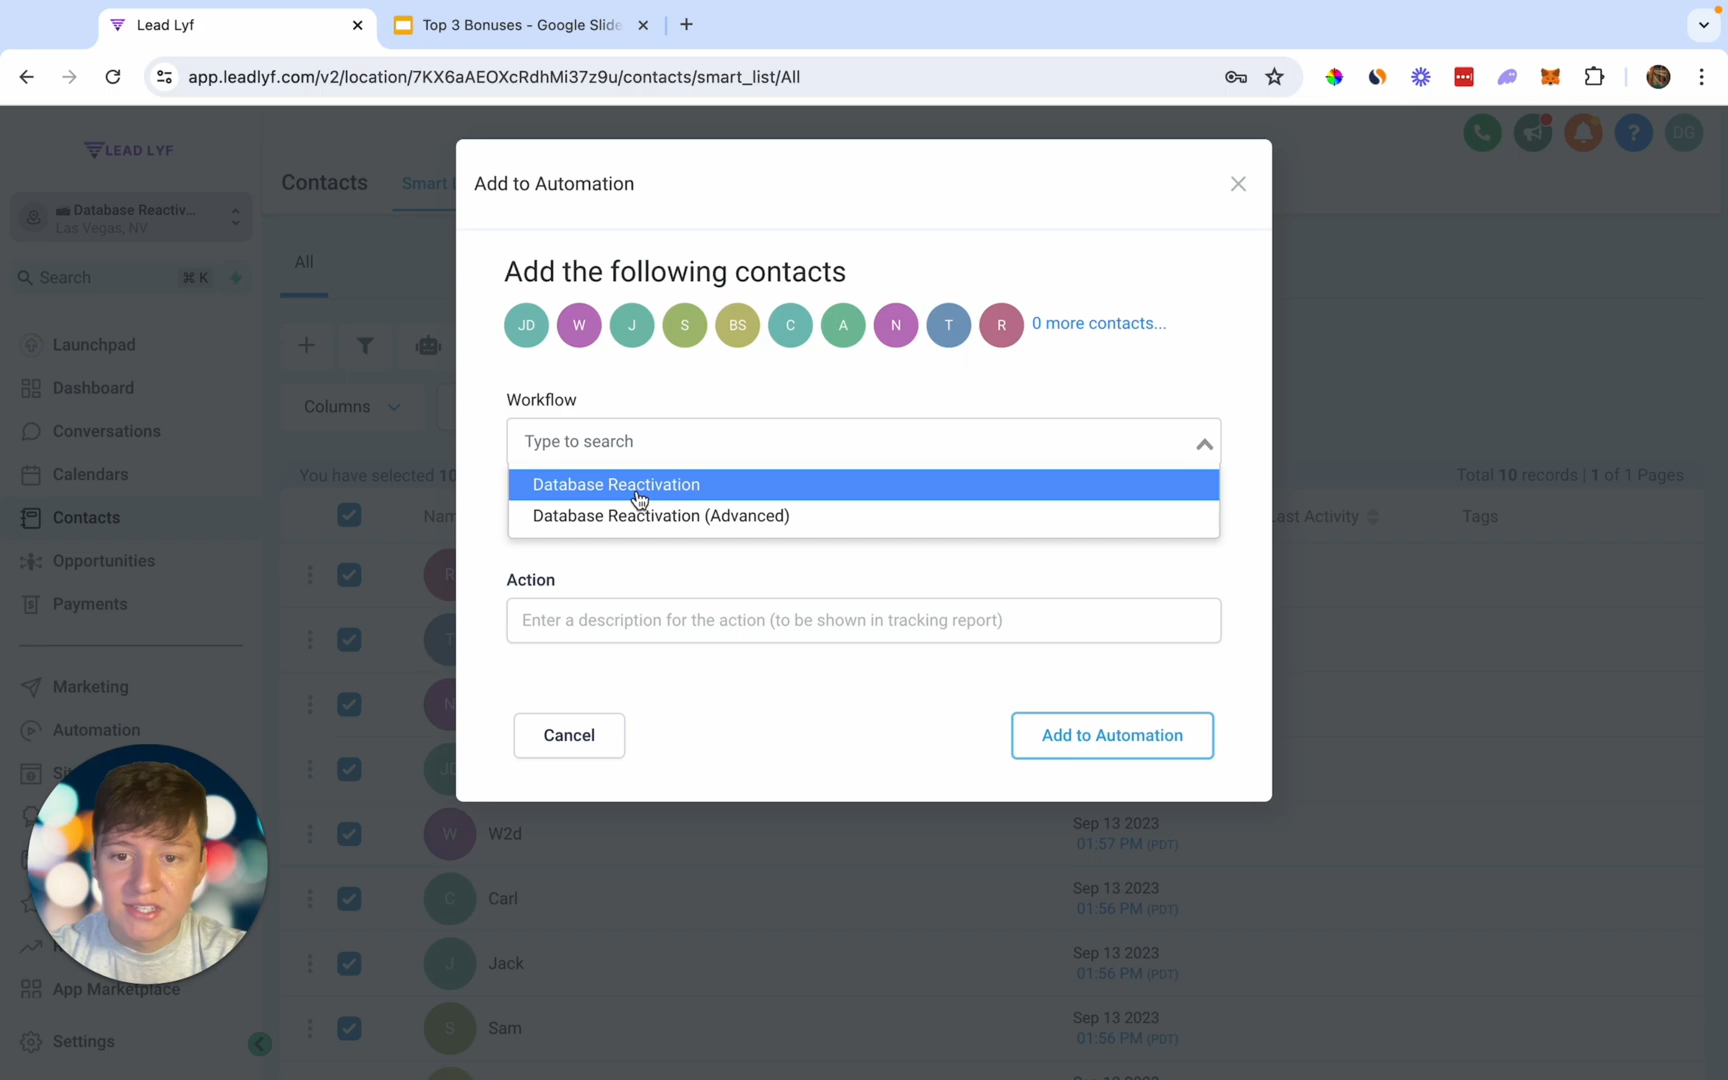 Lead Lyf
Top 3 Bonuses - Google Slide
app.leadlyf.com/v2/location/7KX6aAEOXcRdhMi37z9u/contacts/smart_list/All
LEAD LYF
DG
Contacts
Smart
Database Reactiv...
Las Vegas, NV
Search
⌘ K
All
Launchpad
Dashboard
Conversations
Calendars
Contacts
Opportunities
Payments
Marketing
Automation
App Marketplace
Settings
Columns
You have selected 10
Total 10 records | 1 of 1 Pages
Last Activity
Tags
Add to Automation
Add the following contacts
JD W J S BS C A N T R 0 more contacts...
Workflow
Type to search
Database Reactivation
Database Reactivation (Advanced)
Action
Enter a description for the action (to be shown in tracking report)
Cancel
Add to Automation
R
T
N
JD
W W2d
Sep 13 2023
01:57 PM (PDT)
C Carl
Sep 13 2023
01:56 PM (PDT)
J Jack
Sep 13 2023
01:56 PM (PDT)
S Sam
Sep 13 2023
01:56 PM (PDT)